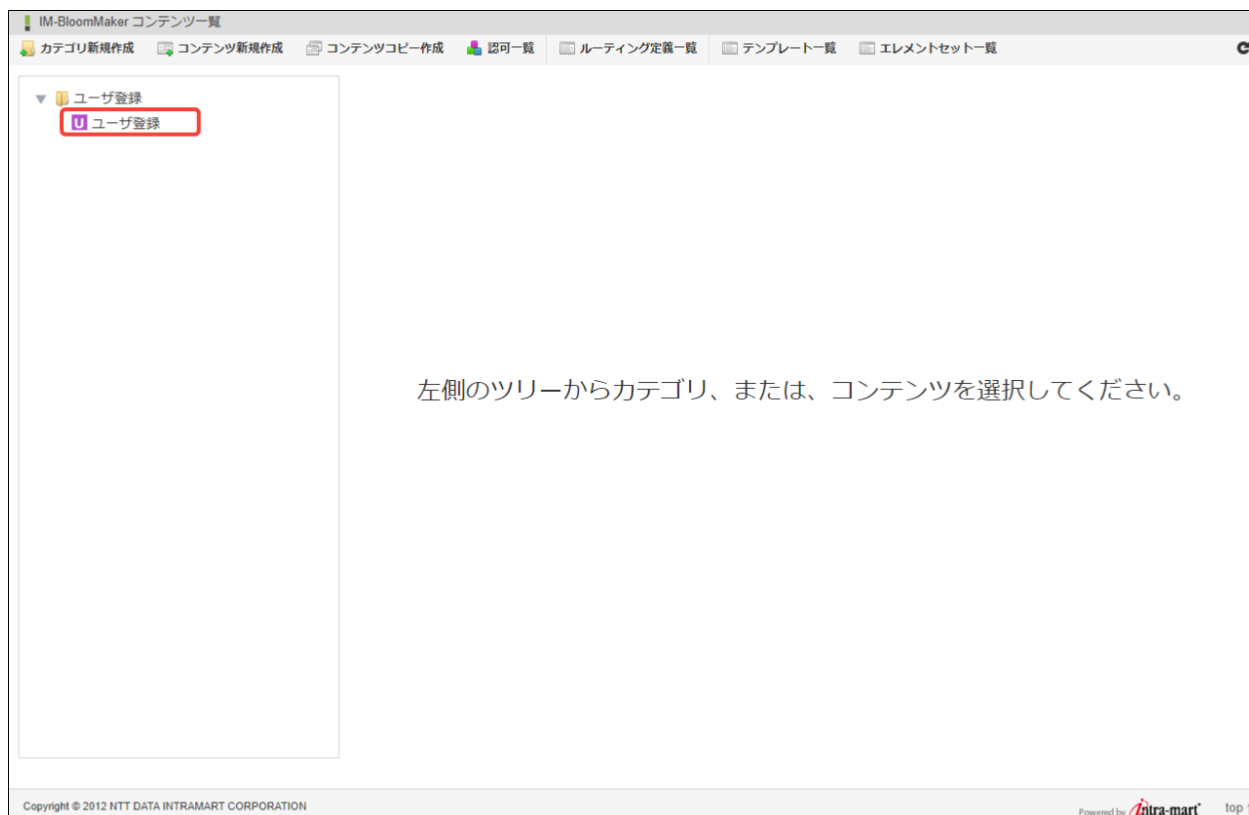 IM-BloomMaker コンテンツ一覧
カテゴリ新規作成 コンテンツ新規作成 コンテンツコピー作成 認可一覧 ルーティング定義一覧 テンプレート一覧 エレメントセット一覧
ユーザ登録
U ユーザ登録
左側のツリーからカテゴリ、または、コンテンツを選択してください。
Copyright © 2012 NTT DATA INTRAMART CORPORATION
Powered by intra-mart top